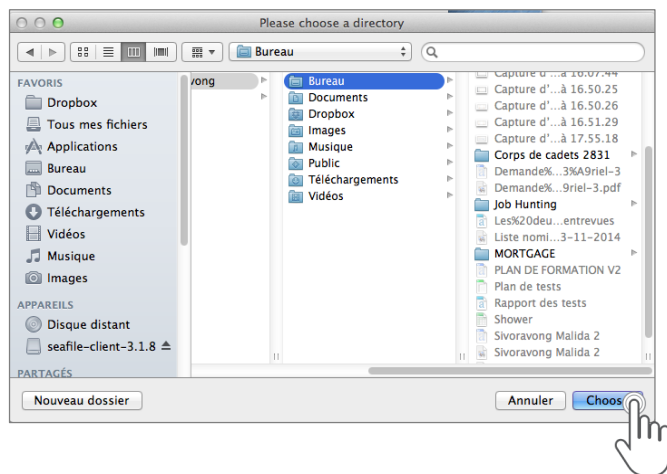 Please choose a directory
Bureau
FAVORIS
Dropbox
Tous mes fichiers
Applications
Bureau
Documents
Téléchargements
Vidéos
Musique
Images
APPAREILS
Disque distant
seafile-client-3.1.8
PARTAGÉS
vong
Bureau
Documents
Dropbox
Images
Musique
Public
Téléchargements
Vidéos
Capture d'...à 16.07.44
Capture d'...à 16.50.25
Capture d'...à 16.50.26
Capture d'...à 16.51.29
Capture d'...à 17.55.18
Corps de cadets 2831
Demande%...3%A9riel-3
Demande%...9riel-3.pdf
Job Hunting
Les%20deu...entrevues
Liste nomi...3-11-2014
MORTGAGE
PLAN DE FORMATION V2
Plan de tests
Rapport des tests
Shower
Sivoravong Malida 2
Sivoravong Malida 2
Nouveau dossier
Annuler
Choos